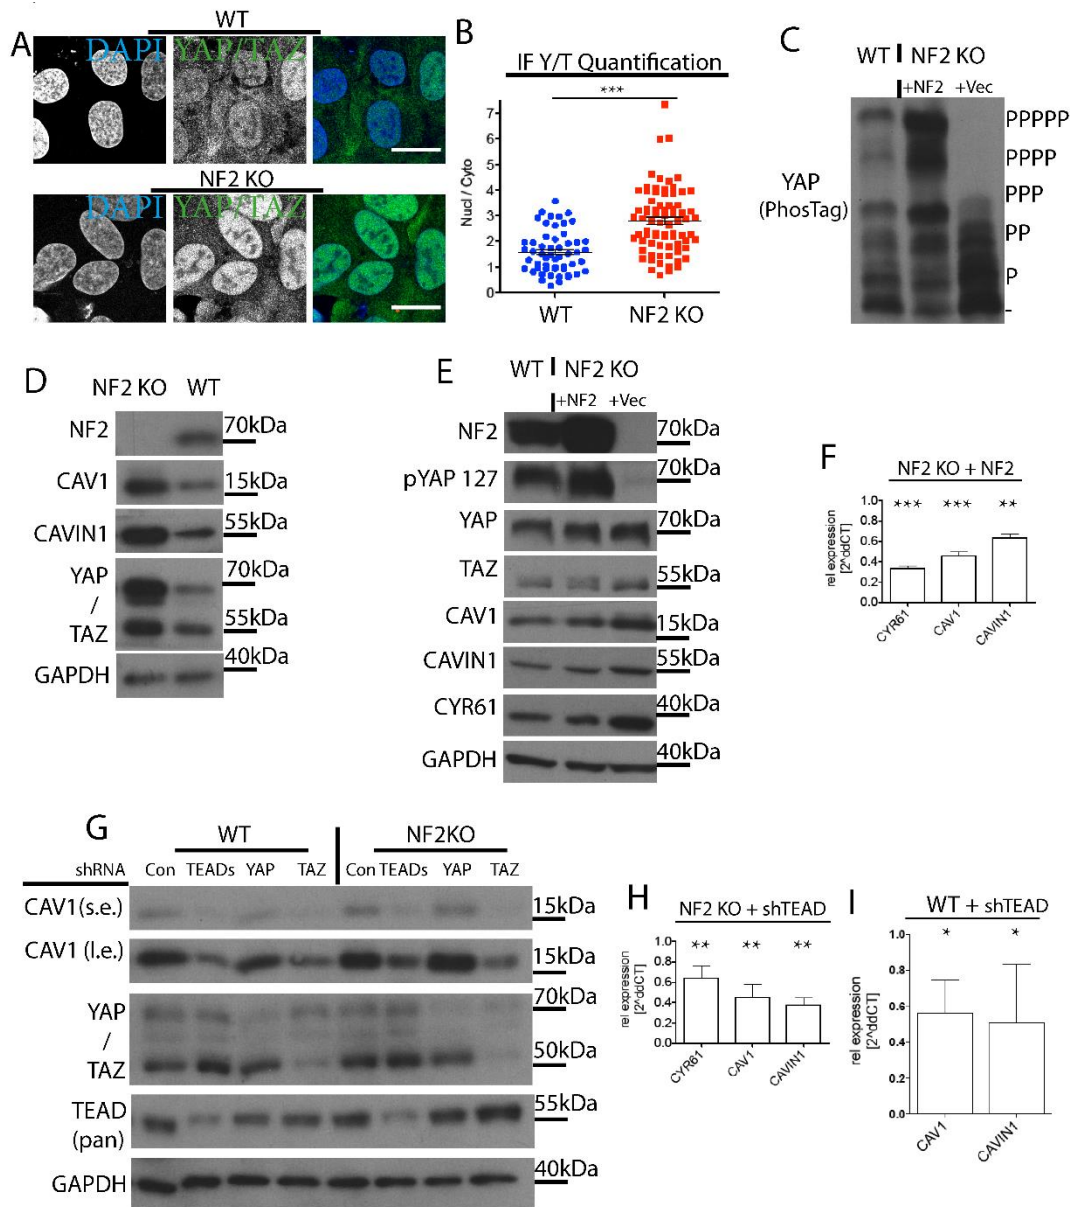 A
WT
DAPI YAP/TAZ
NF2 KO
DAPI YAP/TAZ
B
IF Y/T Quantification
***
Nucl / Cyto
7
6
5
4
3
2
1
0
WT NF2 KO
C
WT NF2 KO
+NF2 +Vec
YAP
(PhosTag)
PPPPP
PPPP
PPP
PP
P
-
D
NF2 KO WT
NF2 70kDa
CAV1 15kDa
CAVIN1 55kDa
YAP
/
TAZ
70kDa
55kDa
GAPDH 40kDa
E
WT NF2 KO
+NF2 +Vec
NF2 70kDa
pYAP 127 70kDa
YAP 70kDa
TAZ 55kDa
CAV1 15kDa
CAVIN1 55kDa
CYR61 40kDa
GAPDH 40kDa
F
NF2 KO + NF2
*** *** **
rel expression
[2^ddCT]
1.0
0.8
0.6
0.4
0.2
0.0
CYR61 CAV1 CAVIN1
G
WT NF2KO
shRNA Con TEADs YAP TAZ Con TEADs YAP TAZ
CAV1(s.e.) 15kDa
CAV1 (l.e.) 15kDa
YAP
/
TAZ
70kDa
50kDa
TEAD
(pan)
55kDa
GAPDH 40kDa
H
NF2 KO + shTEAD
** ** **
rel expression
[2^ddCT]
1.0
0.8
0.6
0.4
0.2
0.0
CYR61 CAV1 CAVIN1
I
WT + shTEAD
* *
rel expression
[2^ddCT]
1.0
0.8
0.6
0.4
0.2
0.0
CAV1 CAVIN1